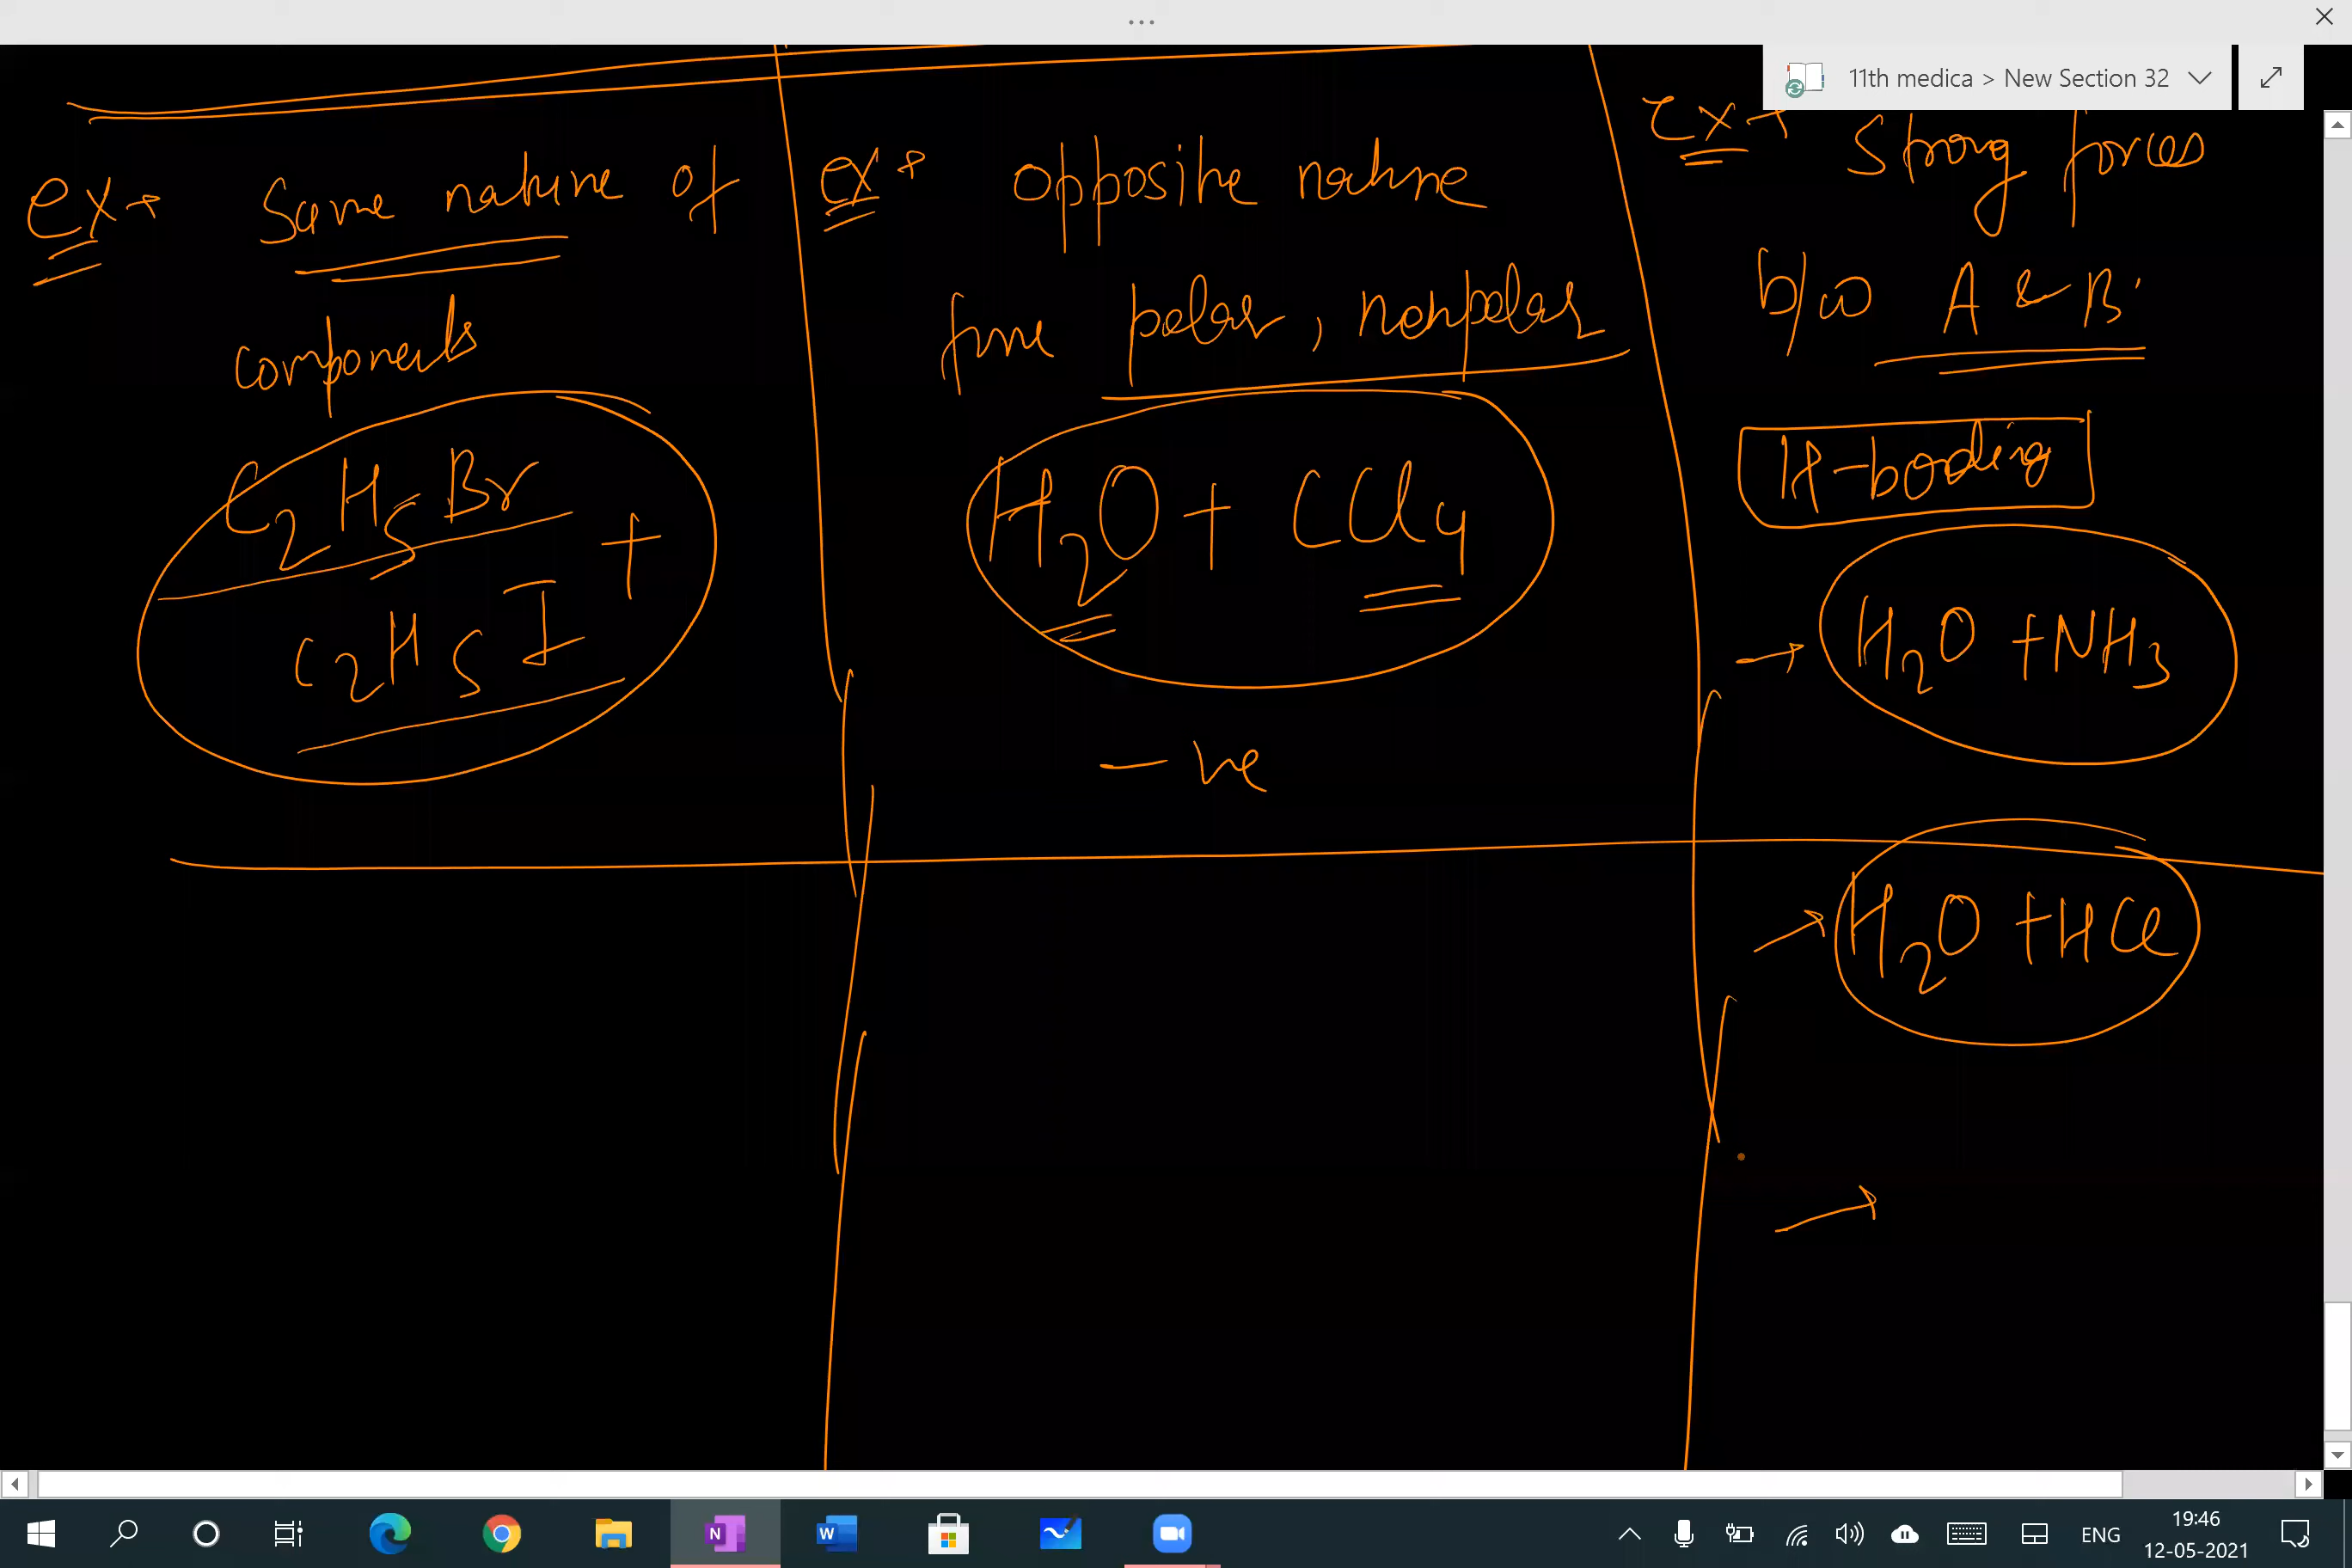 11th medica > New Section 32
ex → Same nature of
components
C2H5Br
+
C2H5I
ex → opposite nature
polar, nonpolar
H2O + CCl4
- ve
Ex → Strong forces
b/w A & B
H-bonding
→ H2O + NH3
→ H2O + HCl
→
ENG
19:46
12-05-2021